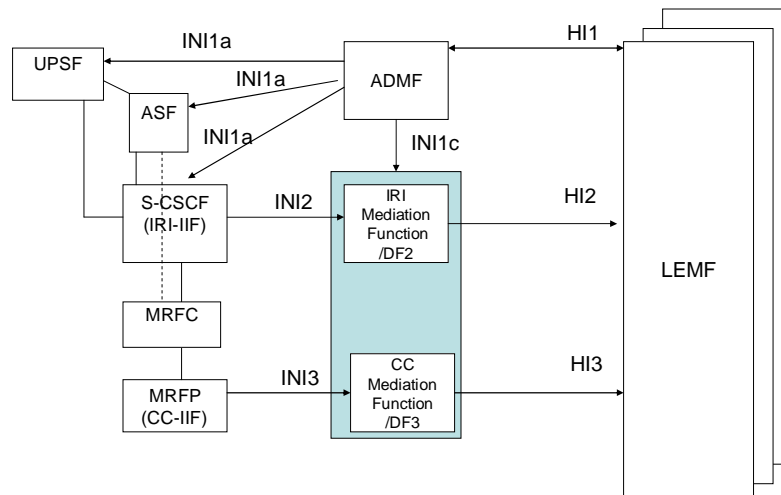 INI1a
HI1
UPSF
ADMF
INI1a
ASF
INI1a
INI1c
S-CSCF
(IRI-IIF)
INI2
IRI
Mediation
Function
/DF2
HI2
LEMF
MRFC
MRFP
(CC-IIF)
INI3
CC
Mediation
Function
/DF3
HI3